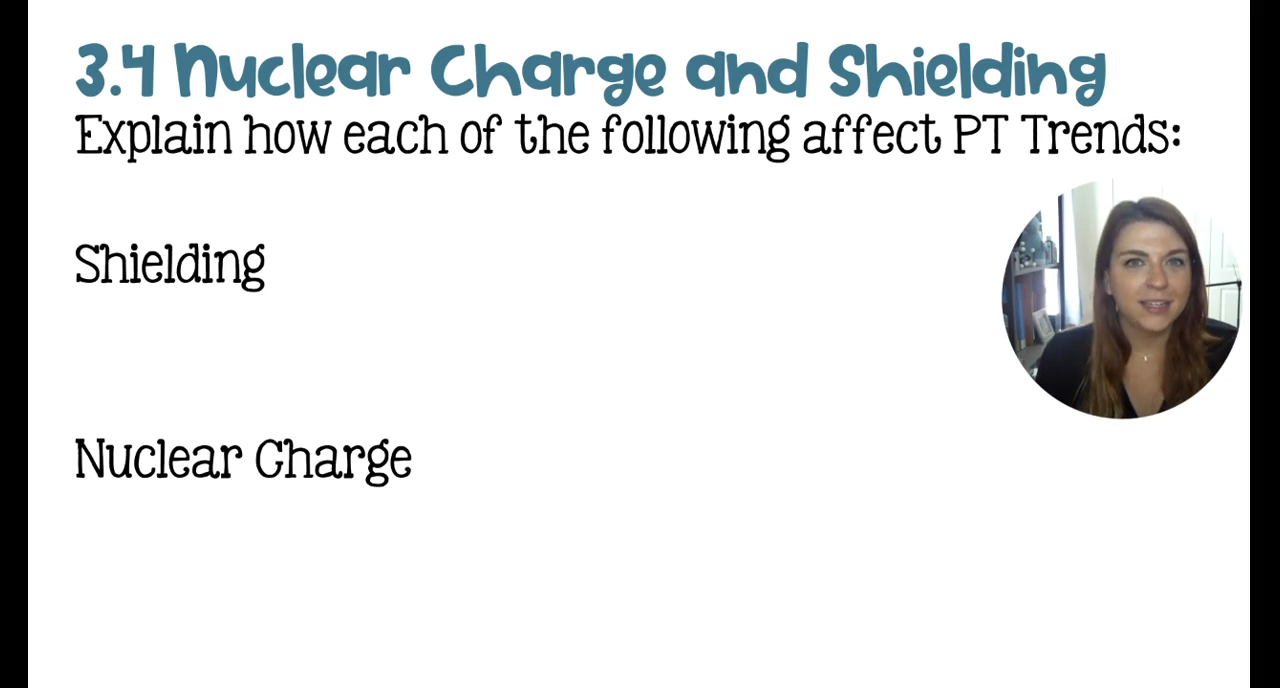 3.4 Nuclear Charge and Shielding
Explain how each of the following affect PT Trends:
Shielding
Nuclear Charge